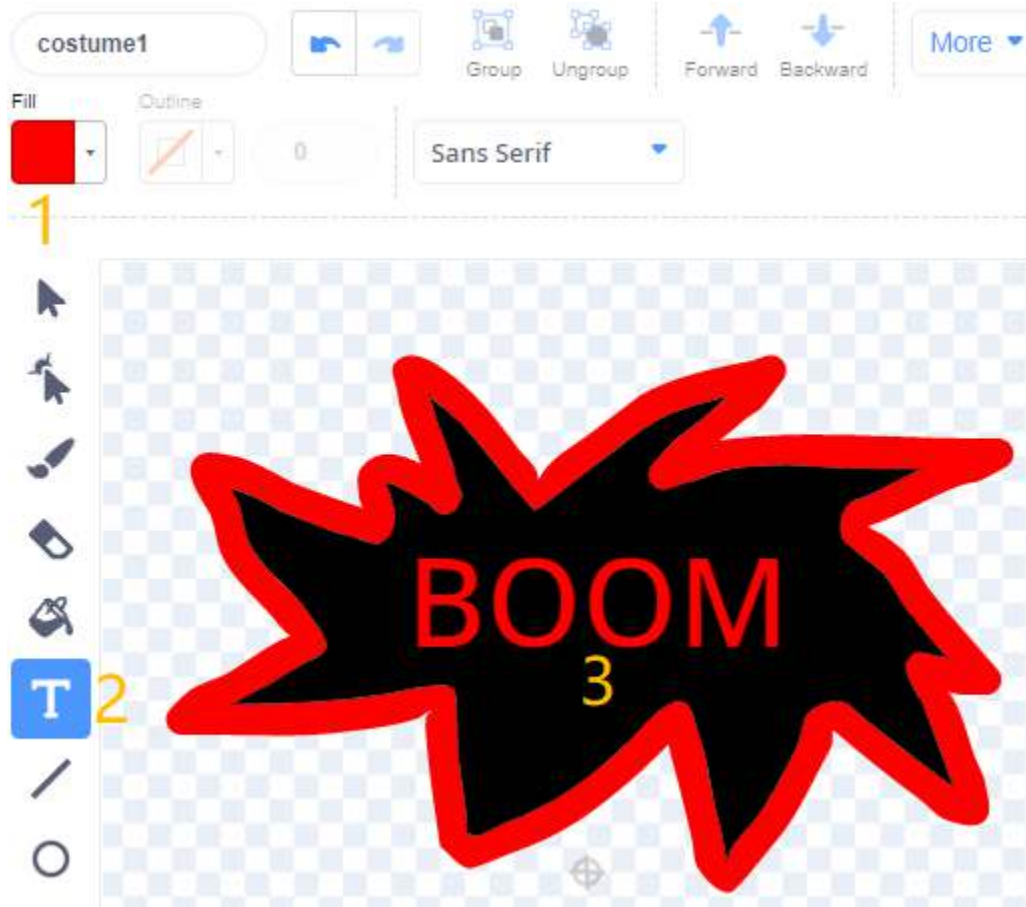 costume1
Group Ungroup Forward Backward More
Fill Outline
0 Sans Serif
1
BOOM
3
T 2